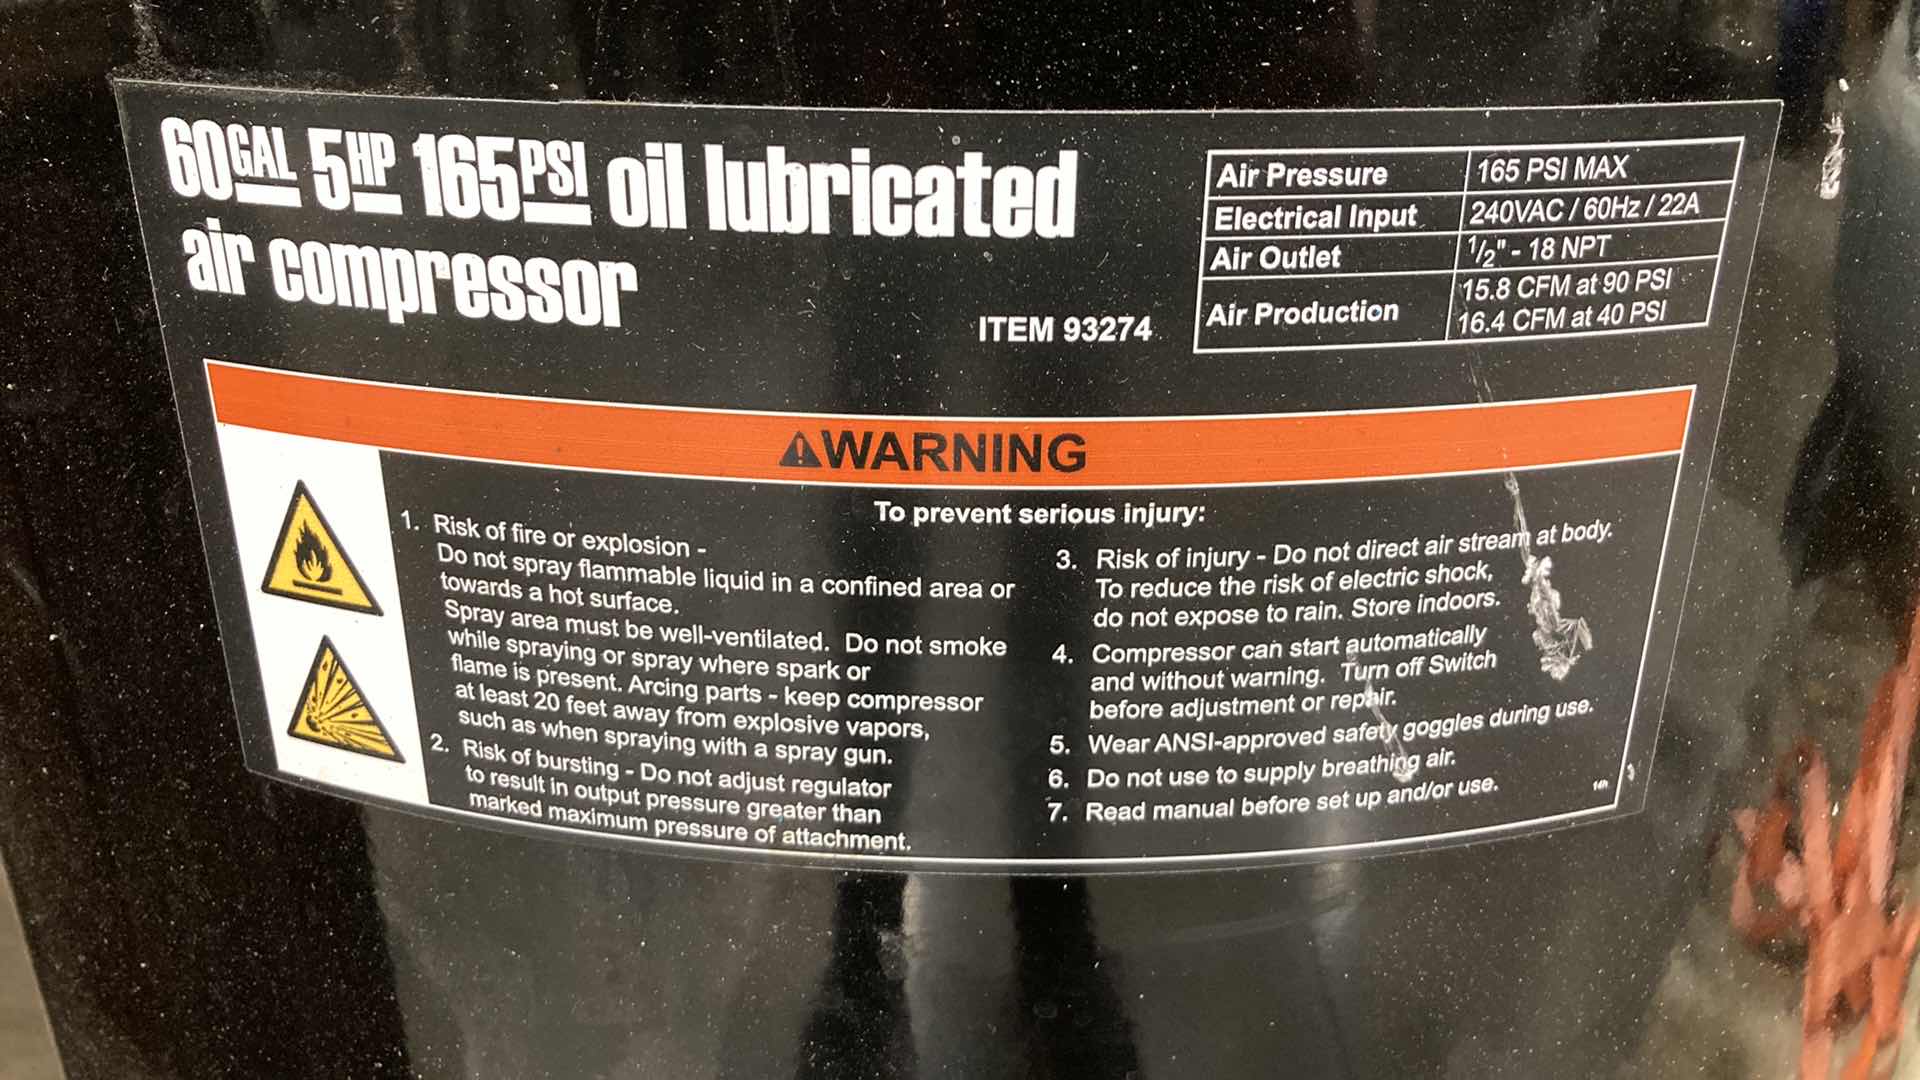 60 GAL 5 HP 165 PSI oil lubricated
air compressor
ITEM 93274
Air Pressure 165 PSI MAX
Electrical Input 240VAC / 60Hz / 22A
Air Outlet 1/2" - 18 NPT
Air Production 15.8 CFM at 90 PSI
16.4 CFM at 40 PSI
⚠WARNING
To prevent serious injury:
1. Risk of fire or explosion -
Do not spray flammable liquid in a confined area or
towards a hot surface.
Spray area must be well-ventilated. Do not smoke
while spraying or spray where spark or
flame is present. Arcing parts - keep compressor
at least 20 feet away from explosive vapors,
such as when spraying with a spray gun.
2. Risk of bursting - Do not adjust regulator
to result in output pressure greater than
marked maximum pressure of attachment.
3. Risk of injury - Do not direct air stream at body.
To reduce the risk of electric shock,
do not expose to rain. Store indoors.
4. Compressor can start automatically
and without warning. Turn off Switch
before adjustment or repair.
5. Wear ANSI-approved safety goggles during use.
6. Do not use to supply breathing air.
7. Read manual before set up and/or use.